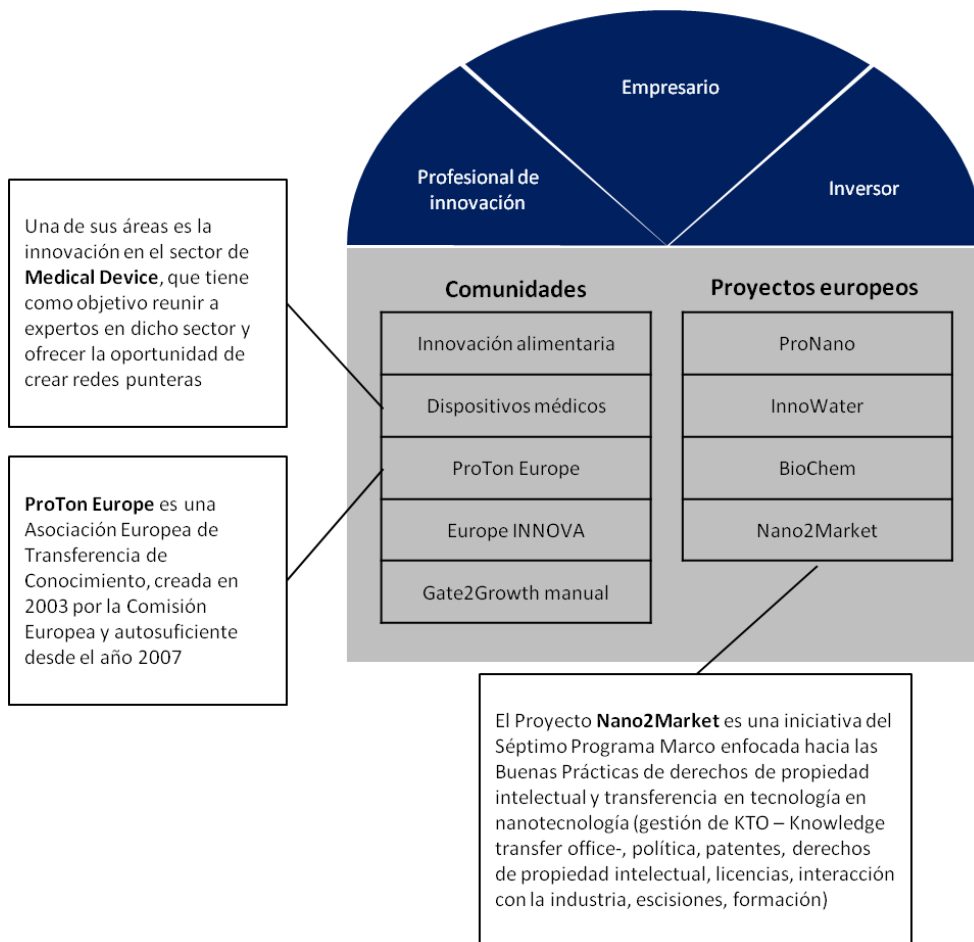 Empresario
Profesional de
innovación
Inversor
Una de sus áreas es la
innovación en el sector de
Medical Device, que tiene
como objetivo reunir a
expertos en dicho sector y
ofrecer la oportunidad de
crear redes punteras
ProTon Europe es una
Asociación Europea de
Transferencia de
Conocimiento, creada en
2003 por la Comisión
Europea y autosuficiente
desde el año 2007
Comunidades
Innovación alimentaria
Dispositivos médicos
ProTon Europe
Europe INNOVA
Gate2Growth manual
Proyectos europeos
ProNano
InnoWater
BioChem
Nano2Market
El Proyecto Nano2Market es una iniciativa del
Séptimo Programa Marco enfocada hacia las
Buenas Prácticas de derechos de propiedad
intelectual y transferencia en tecnología en
nanotecnología (gestión de KTO – Knowledge
transfer office-, política, patentes, derechos
de propiedad intelectual, licencias, interacción
con la industria, escisiones, formación)